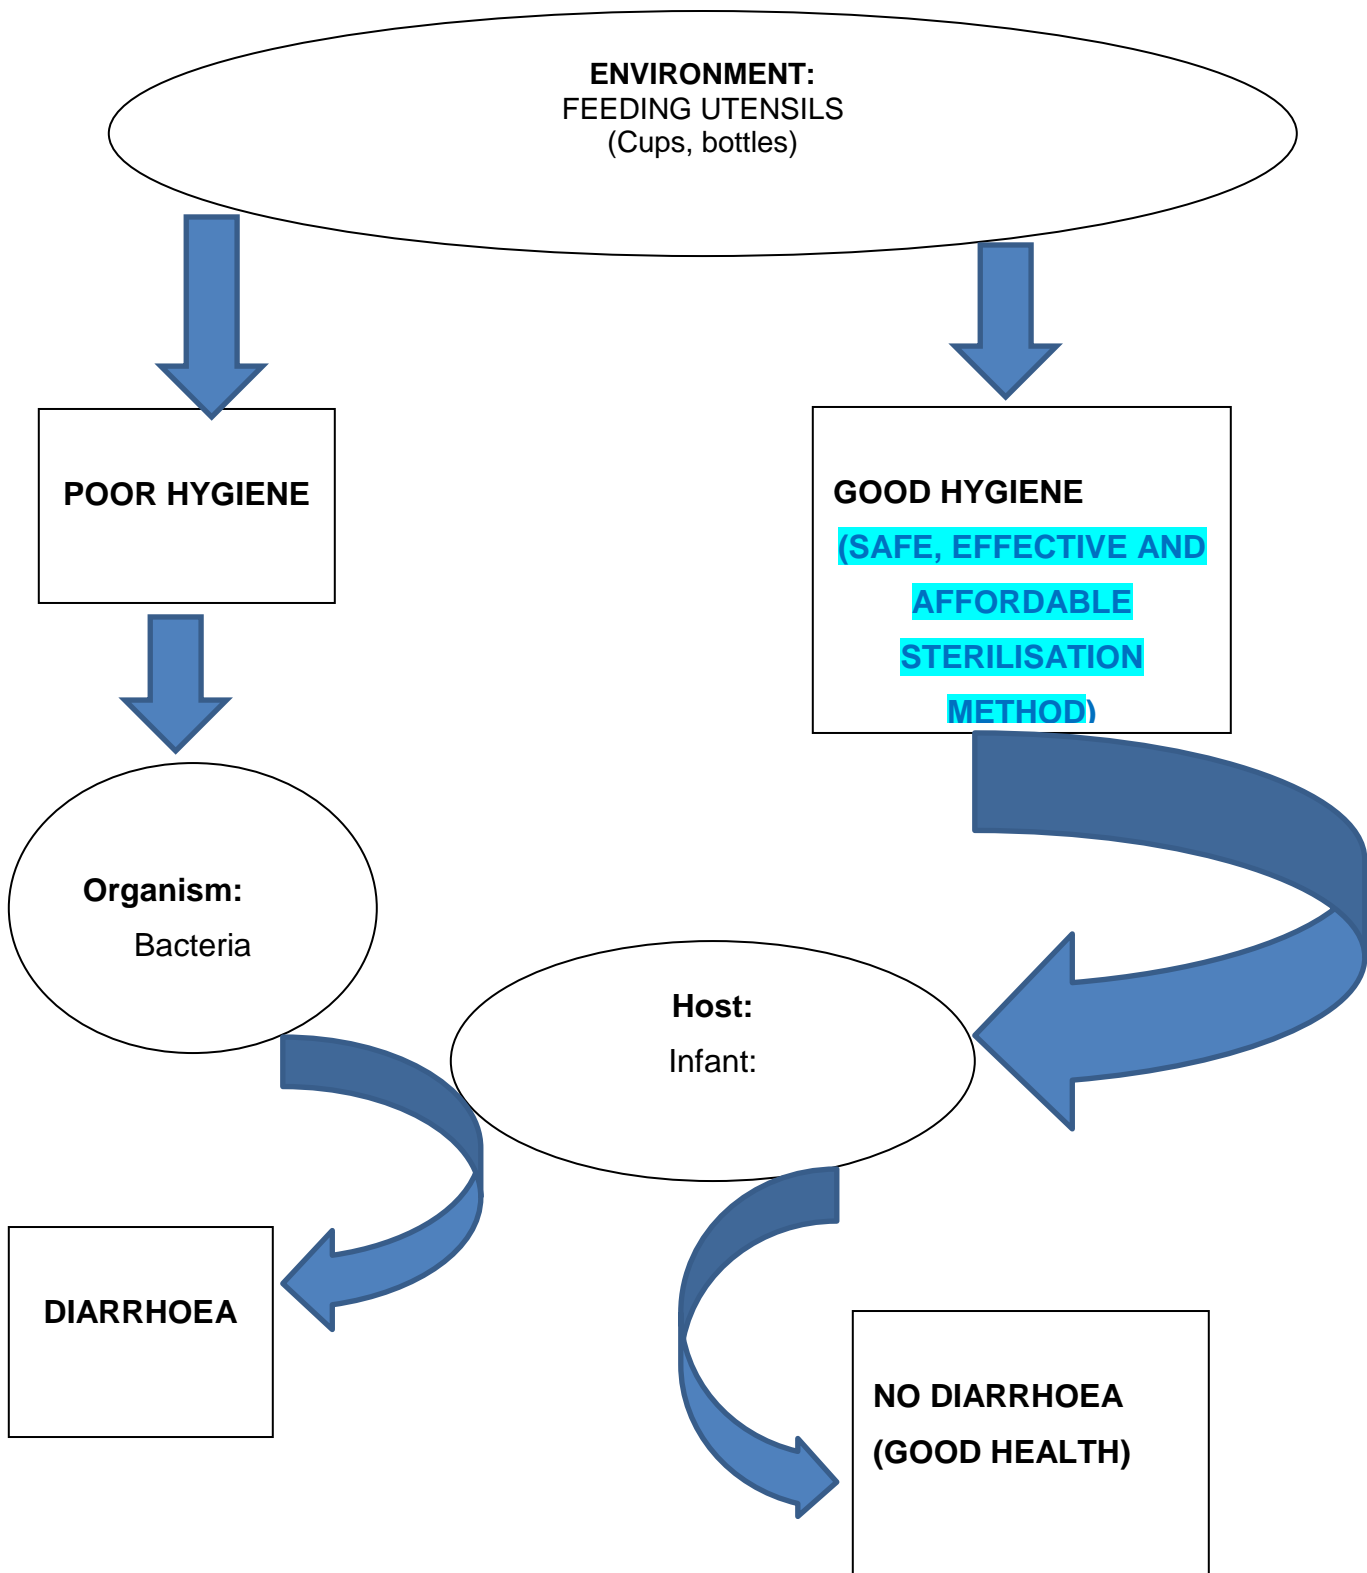 ENVIRONMENT:
FEEDING UTENSILS
(Cups, bottles)
POOR HYGIENE
GOOD HYGIENE
(SAFE, EFFECTIVE AND
AFFORDABLE
STERILISATION
METHOD)
Organism:
Bacteria
Host:
Infant:
DIARRHOEA
NO DIARRHOEA
(GOOD HEALTH)